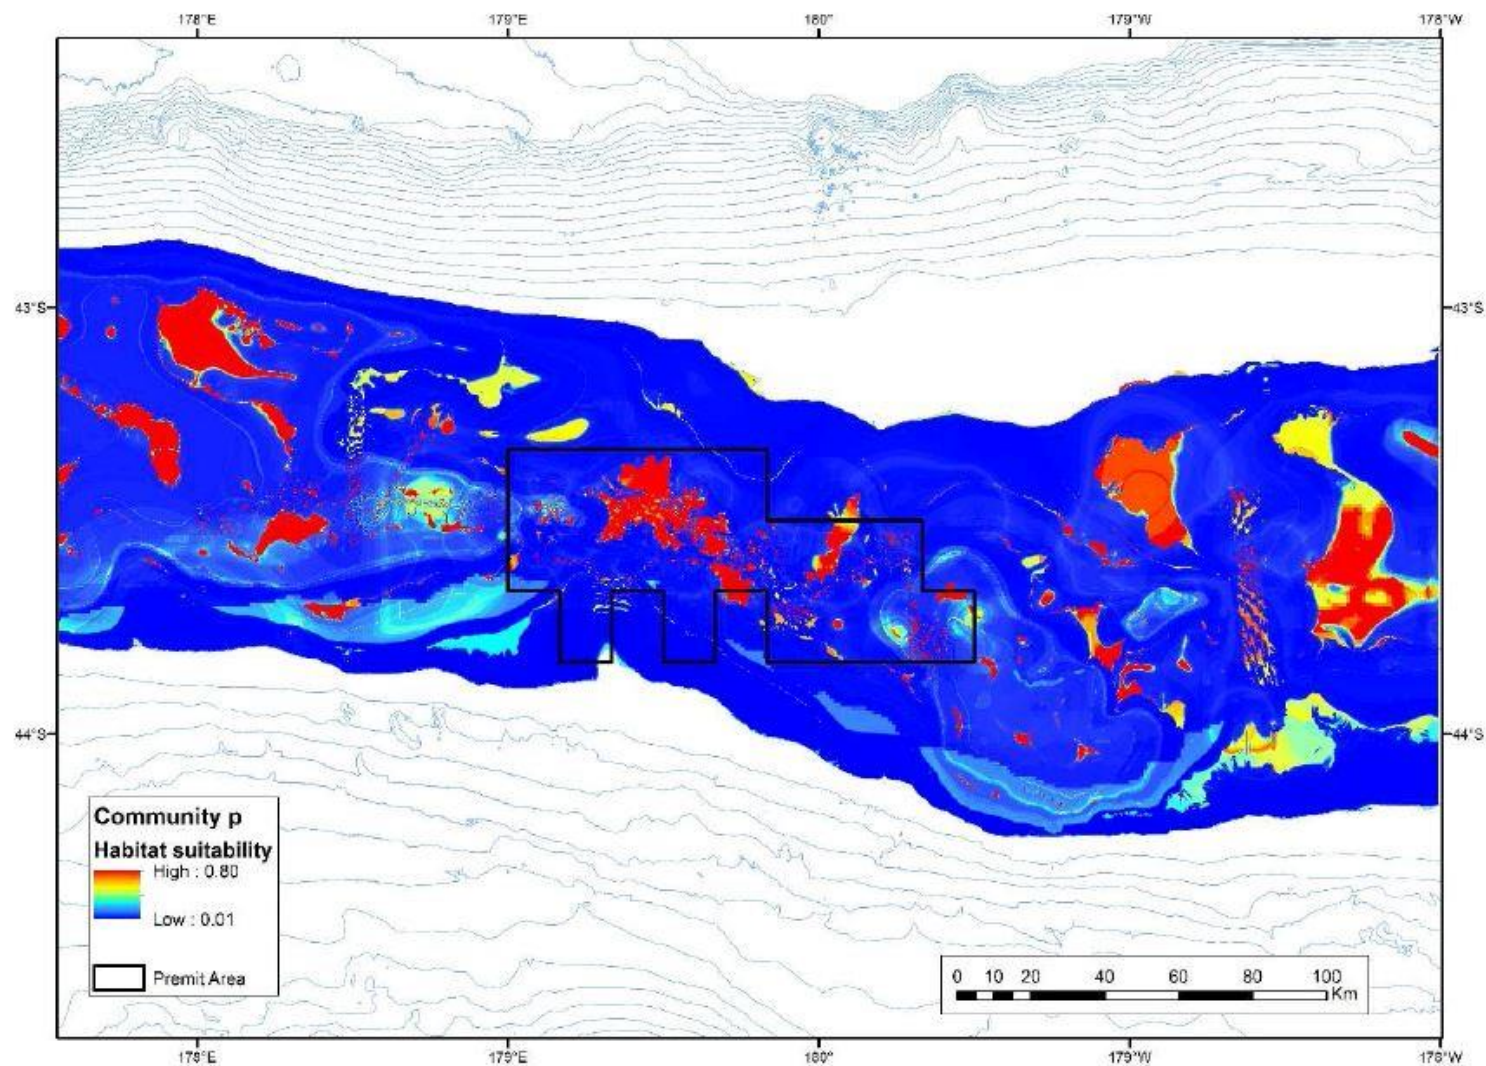 178°E 179°E 180° 179°W 178°W
43°S 43°S
44°S 44°S
Community p
Habitat suitability
High : 0.80
Low : 0.01
Premit Area
0 10 20 40 60 80 100
Km
178°E 179°E 180° 179°W 178°W